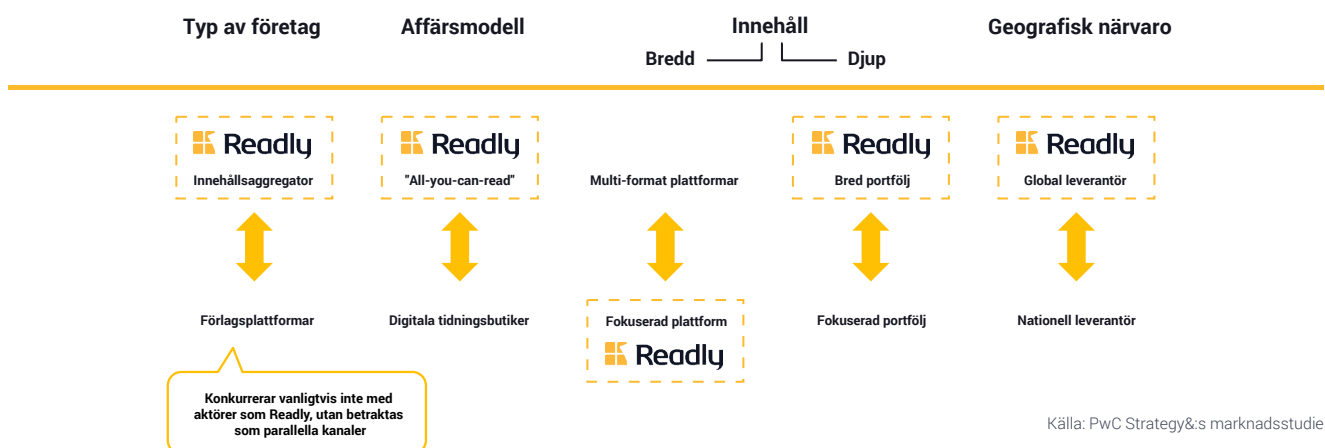 Typ av företag
Affärsmodell
Innehåll
Geografisk närvaro
Bredd
Djup
Readly
Readly
Readly
Readly
Innehållsaggregator
"All-you-can-read"
Multi-format plattformar
Bred portfölj
Global leverantör
Förlagsplattformar
Digitala tidningsbutiker
Fokuserad plattform
Fokuserad portfölj
Nationell leverantör
Readly
Konkurrerar vanligtvis inte med
aktörer som Readly, utan betraktas
som parallella kanaler
Källa: PwC Strategy&:s marknadsstudie